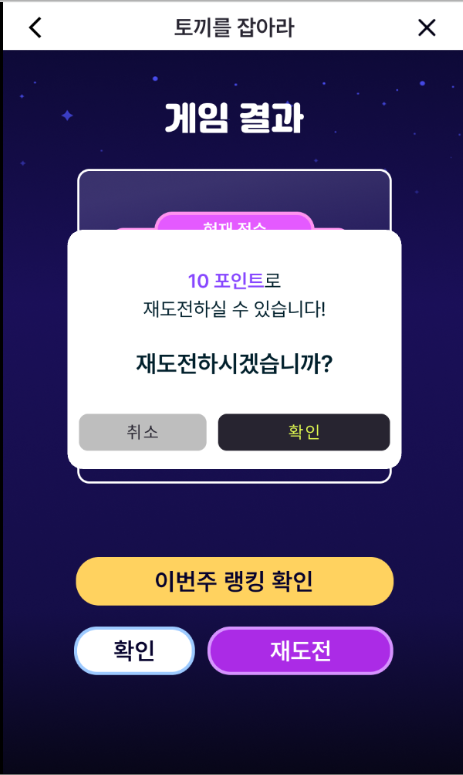 토끼를 잡아라
게임 결과
현재 점수
10 포인트로
재도전하실 수 있습니다!
재도전하시겠습니까?
취소
확인
이번주 랭킹 확인
확인
재도전